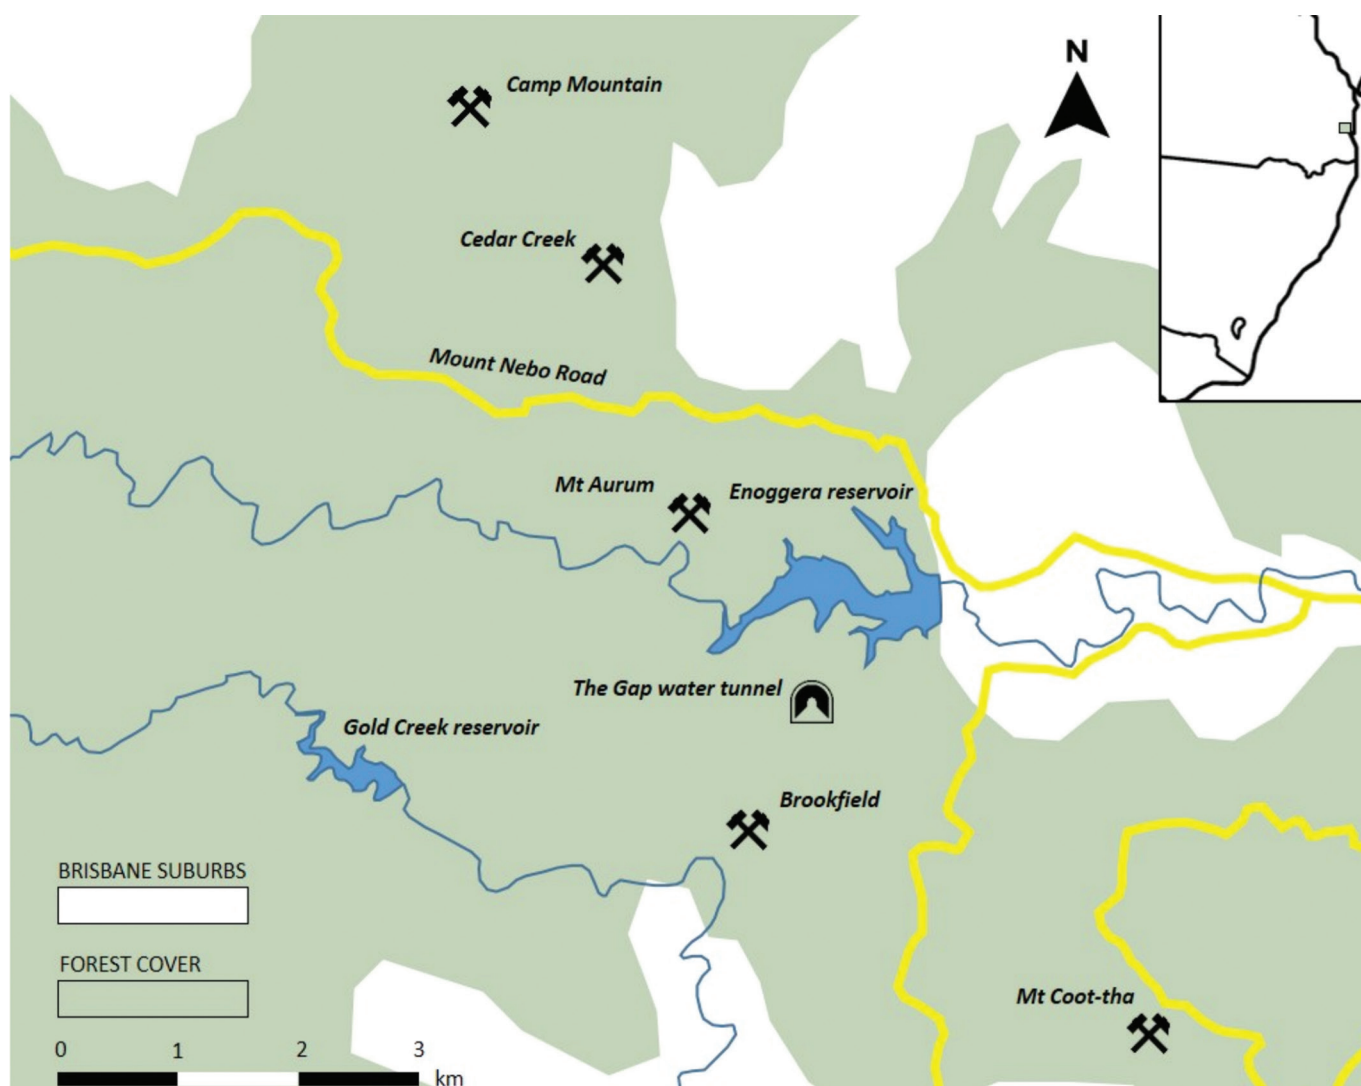 N
Camp Mountain
Cedar Creek
Mount Nebo Road
Mt Aurum
Enoggera reservoir
The Gap water tunnel
Gold Creek reservoir
Brookfield
BRISBANE SUBURBS
FOREST COVER
Mt Coot-tha
0 1 2 3
km